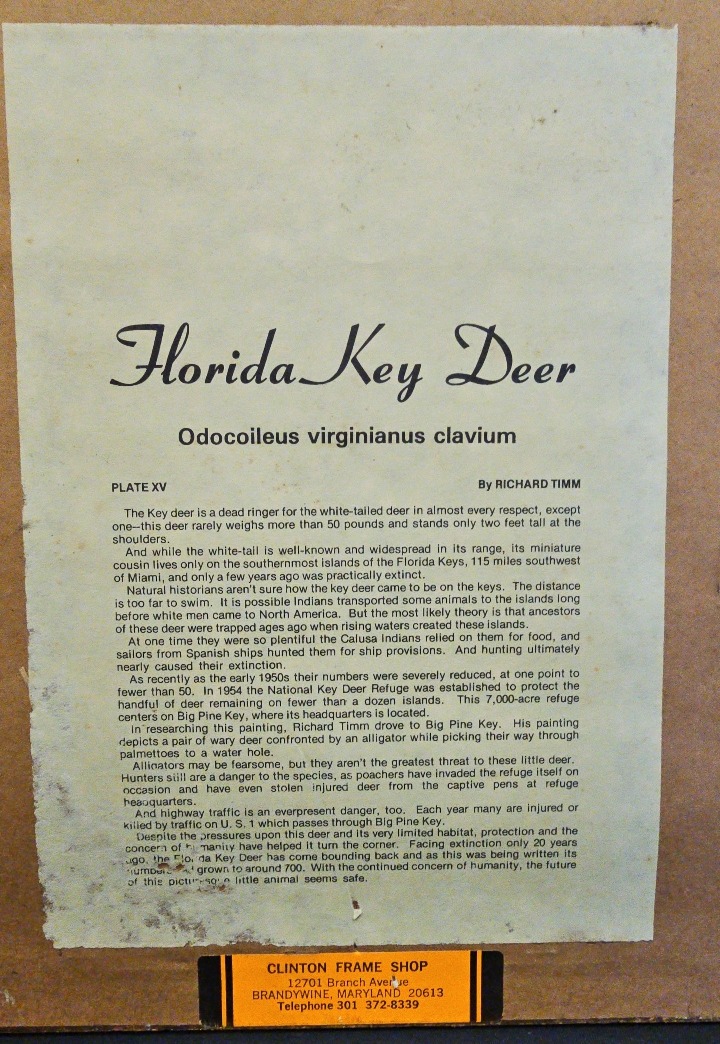 Florida Key Deer
Odocoileus virginianus clavium
PLATE XV By RICHARD TIMM
The Key deer is a dead ringer for the white-tailed deer in almost every respect, except
one—this deer rarely weighs more than 50 pounds and stands only two feet tall at the
shoulders.
And while the white-tail is well-known and widespread in its range, its miniature
cousin lives only on the southernmost islands of the Florida Keys, 115 miles southwest
of Miami, and only a few years ago was practically extinct.
Natural historians aren't sure how the key deer came to be on the keys. The distance
is too far to swim. It is possible Indians transported some animals to the islands long
before white men came to North America. But the most likely theory is that ancestors
of these deer were trapped ages ago when rising waters created these islands.
At one time they were so plentiful the Calusa Indians relied on them for food, and
sailors from Spanish ships hunted them for ship provisions. And hunting ultimately
nearly caused their extinction.
As recently as the early 1950s their numbers were severely reduced, at one point to
fewer than 50. In 1954 the National Key Deer Refuge was established to protect the
handful of deer remaining on fewer than a dozen islands. This 7,000-acre refuge
centers on Big Pine Key, where its headquarters is located.
In researching this painting, Richard Timm drove to Big Pine Key. His painting
depicts a pair of wary deer confronted by an alligator while picking their way through
palmettoes to a water hole.
Alligators may be fearsome, but they aren't the greatest threat to these little deer.
Hunters still are a danger to the species, as poachers have invaded the refuge itself on
occasion and have even stolen injured deer from the captive pens at refuge
headquarters.
And highway traffic is an everpresent danger, too. Each year many are injured or
killed by traffic on U. S. 1 which passes through Big Pine Key.
Despite the pressures upon this deer and its very limited habitat, protection and the
concern of humanity have helped it turn the corner. Facing extinction only 20 years
ago, the Florida Key Deer has come bounding back and as this was being written its
numbers grown to around 700. With the continued concern of humanity, the future
of this picturesque little animal seems safe.
CLINTON FRAME SHOP
12701 Branch Avenue
BRANDYWINE, MARYLAND 20613
Telephone 301 372-8339